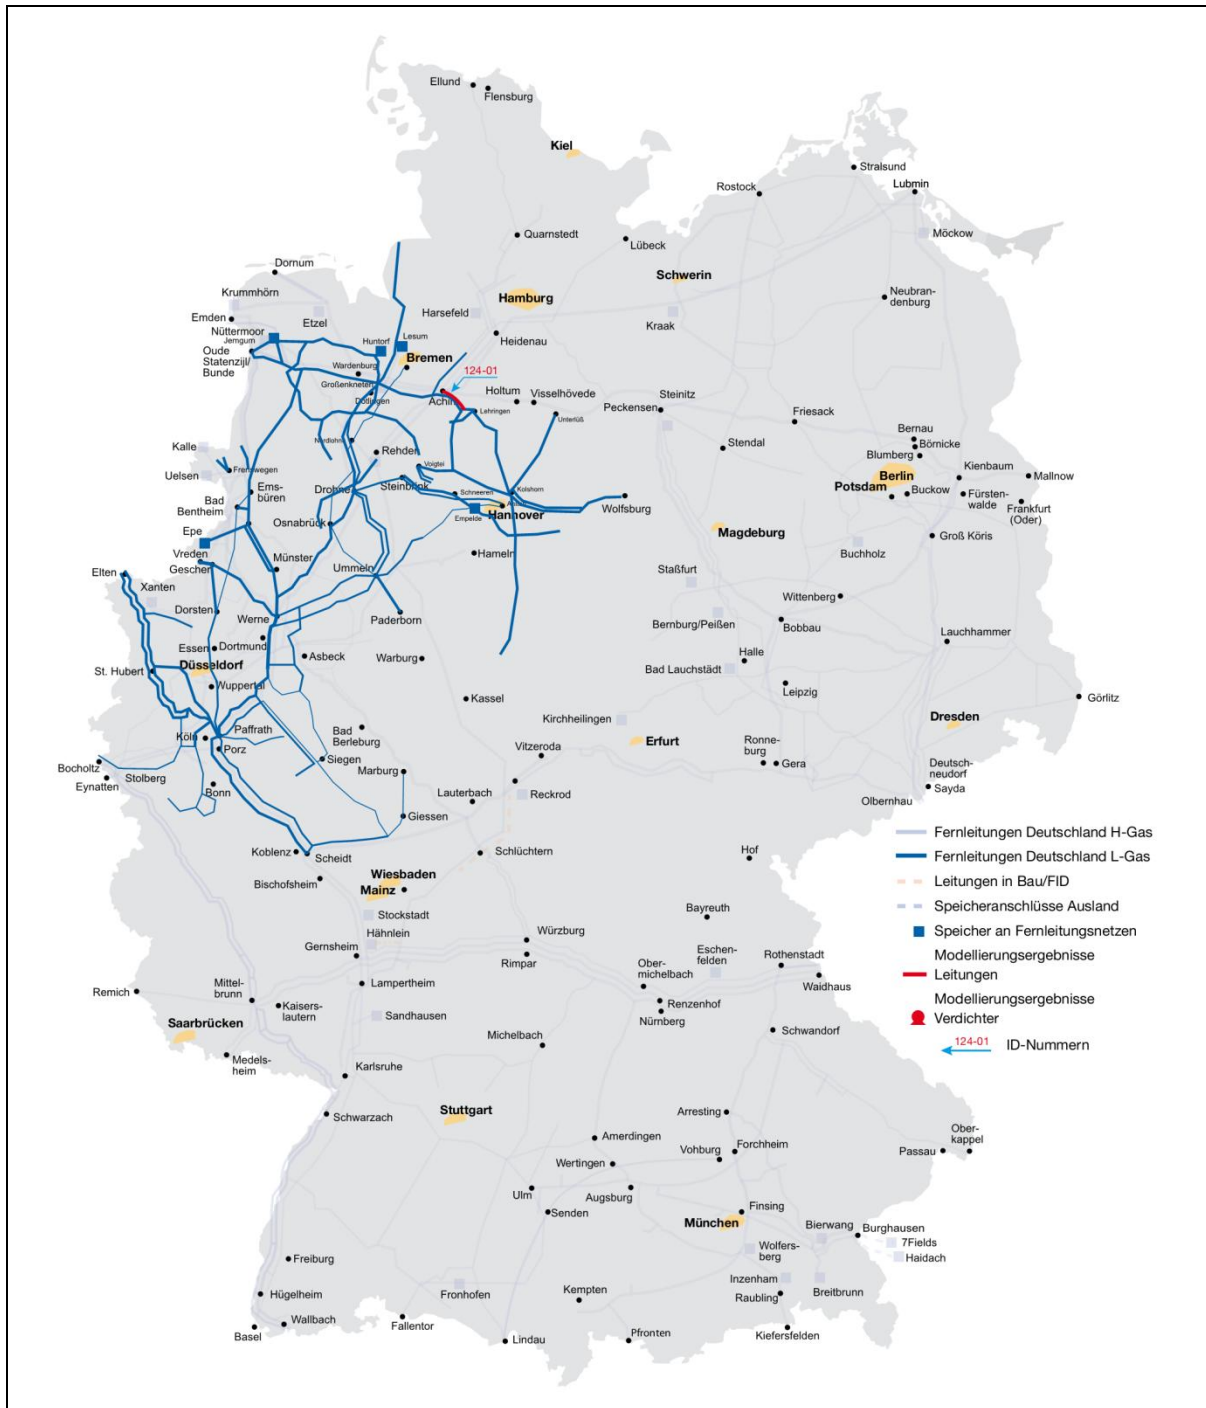 Ellund
Flensburg
Kiel
Stralsund
Rostock
Lubmin
Quarnstedt
Lübeck
Möckow
Dornum
Schwerin
Krummhörn
Hamburg
Neubran-
denburg
Emden
Etzel
Harsefeld
Kraak
Nüttermoor
Jemgum
Huntorf
Lesum
Heidenau
Oude
Statenzijl/
Bunde
Bremen
Wardenburg
124-01
Großenkneten
Dötlingen
Achim
Holtum
Visselhövede
Steinitz
Lehringen
Peckensen
Unterlüß
Friesack
Bernau
Kalle
Nordlohne
Rehden
Stendal
Börnicke
Blumberg
Uelsen
Frenswegen
Voigtei
Berlin
Kienbaum
Mallnow
Ems-
büren
Drohne
Steinbrink
Schneeren
Kolshorn
Potsdam
Buckow
Fürsten-
walde
Frankfurt
(Oder)
Bad
Bentheim
Osnabrück
Empelde
Hannover
Wolfsburg
Magdeburg
Groß Köris
Epe
Vreden
Gescher
Münster
Ummeln
Hameln
Buchholz
Elten
Xanten
Staßfurt
Wittenberg
Dorsten
Werne
Paderborn
Bernburg/Peißen
Bobbau
Lauchhammer
Essen
Dortmund
Asbeck
Warburg
Halle
St. Hubert
Düsseldorf
Bad Lauchstädt
Wuppertal
Kassel
Leipzig
Görlitz
Kirchheilingen
Dresden
Köln
Paffrath
Bad
Berleburg
Erfurt
Ronne-
burg
Porz
Vitzeroda
Bocholtz
Siegen
Gera
Deutsch-
neudorf
Eynatten
Stolberg
Marburg
Sayda
Bonn
Lauterbach
Reckrod
Olbernhau
Giessen
Koblenz
Scheidt
Schlüchtern
Hof
Bischofsheim
Wiesbaden
Mainz
Stockstadt
Bayreuth
Hähnlein
Würzburg
Gernsheim
Rimpar
Eschen-
felden
Ober-
michelbach
Rothenstadt
Waidhaus
Remich
Mittel-
brunn
Lampertheim
Kaisers-
lautern
Renzenhof
Nürnberg
Saarbrücken
Sandhausen
Schwandorf
Michelbach
Medels-
heim
Karlsruhe
Schwarzach
Stuttgart
Arresting
Ober-
kappel
Amerdingen
Forchheim
Vohburg
Passau
Wertingen
Ulm
Augsburg
Senden
Finsing
München
Bierwang
Burghausen
7Fields
Haidach
Wolfers-
berg
Freiburg
Inzenham
Breitbrunn
Hügelheim
Fronhofen
Kempten
Raubling
Wallbach
Basel
Fallentor
Lindau
Pfronten
Kiefersfelden
Fernleitungen Deutschland H-Gas
Fernleitungen Deutschland L-Gas
Leitungen in Bau/FID
Speicheranschlüsse Ausland
Speicher an Fernleitungsnetzen
Modellierungsergebnisse
Leitungen
Modellierungsergebnisse
Verdichter
124-01
ID-Nummern